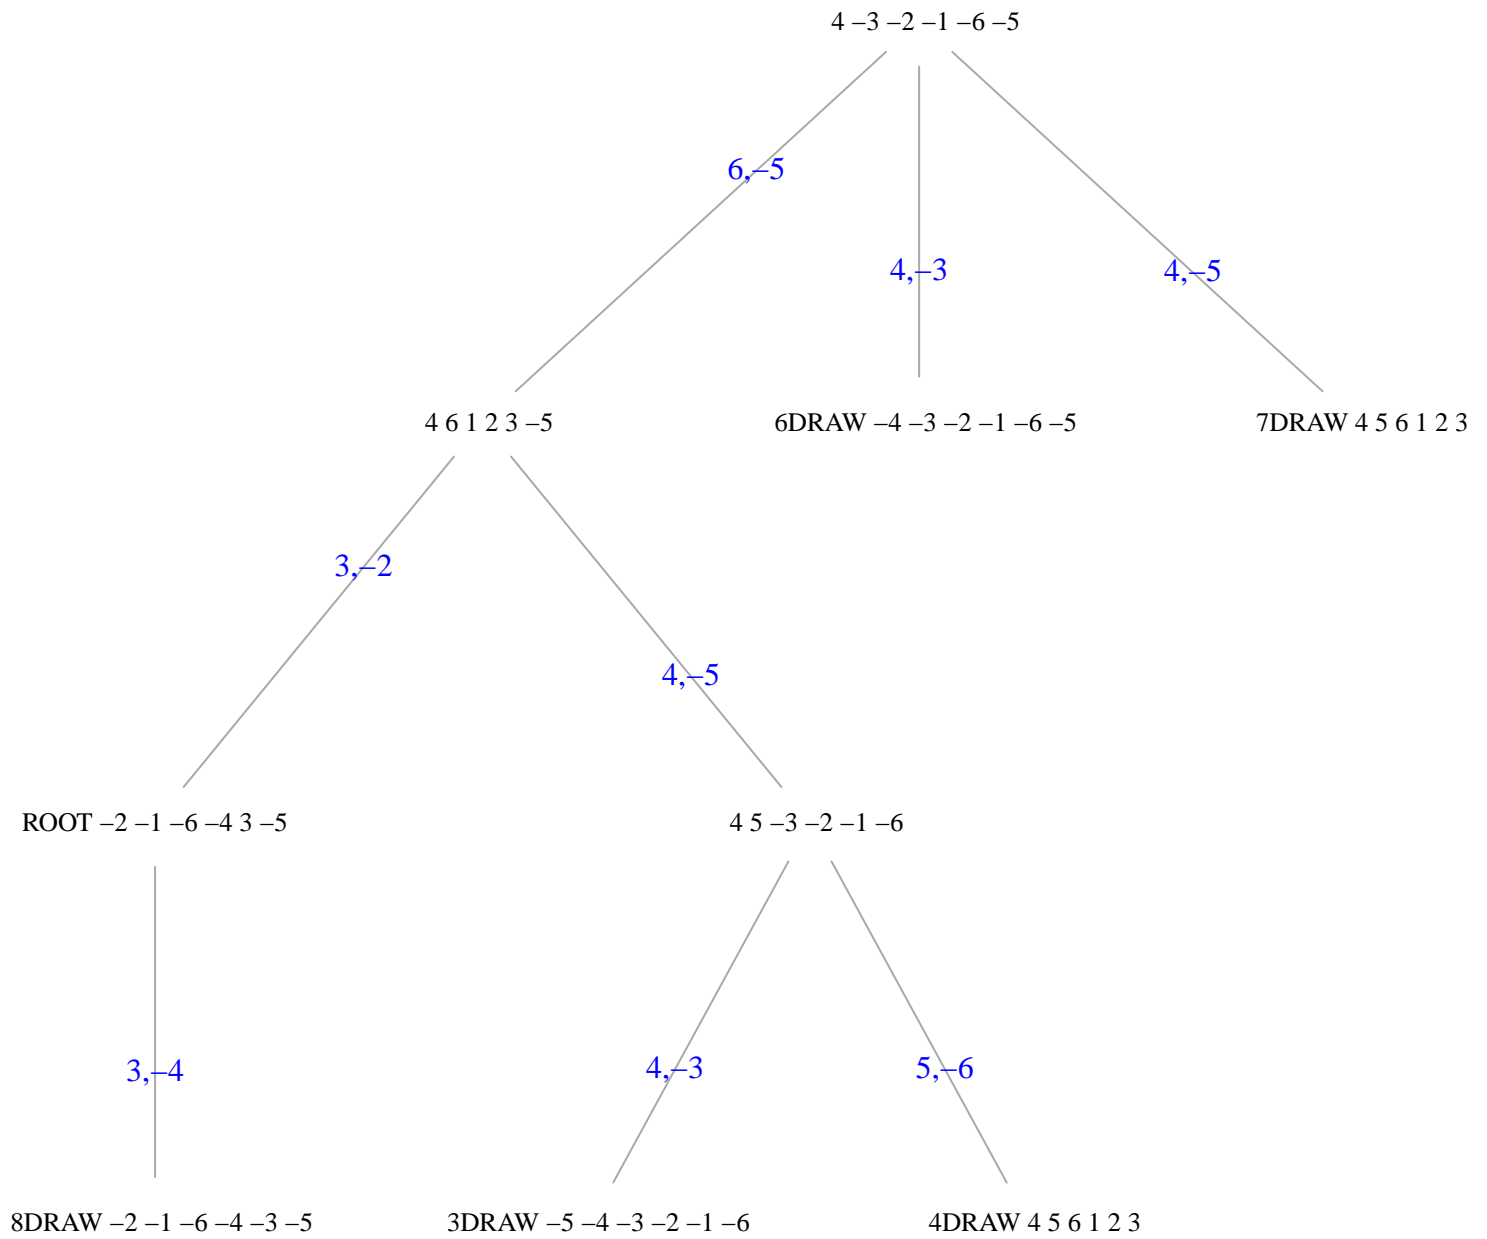 4 –3 –2 –1 –6 –5
6,–5
4,–3
4,–5
4 6 1 2 3 –5
6DRAW –4 –3 –2 –1 –6 –5
7DRAW 4 5 6 1 2 3
3,–2
4,–5
ROOT –2 –1 –6 –4 3 –5
4 5 –3 –2 –1 –6
3,–4
4,–3
5,–6
8DRAW –2 –1 –6 –4 –3 –5
3DRAW –5 –4 –3 –2 –1 –6
4DRAW 4 5 6 1 2 3